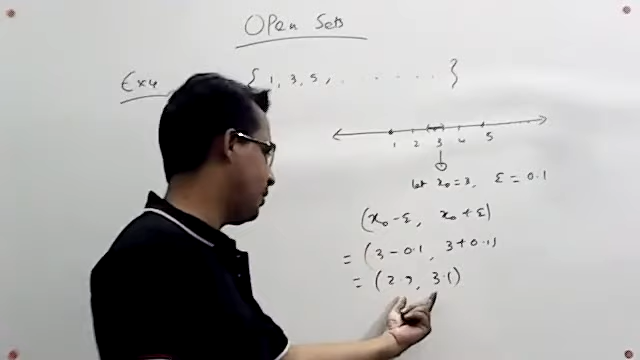 Open Sets
Exa
{ 1, 3, 5, . . . . . . . . }
1 2 3 4 5
let x₀ = 3, ε = 0.1
(x₀ - ε, x₀ + ε)
= (3 - 0.1, 3 + 0.1)
= (2.9, 3.1)